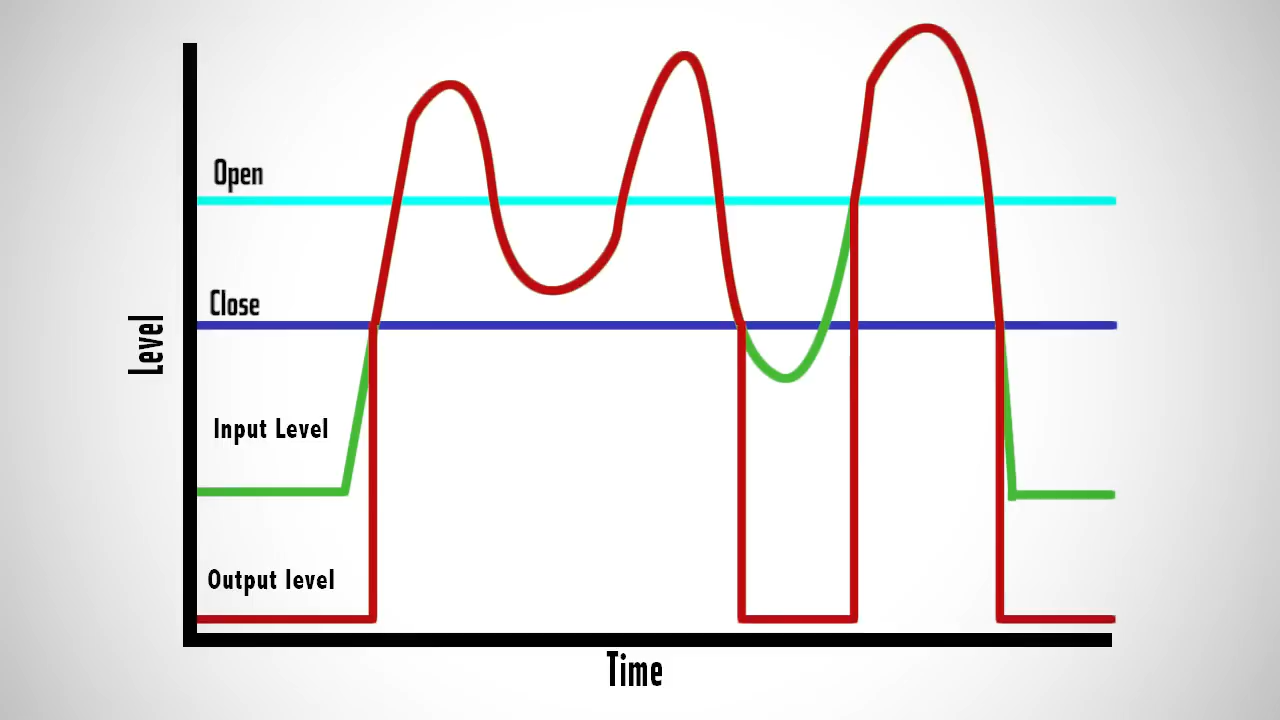 Open
Close
Level
Input Level
Output level
Time